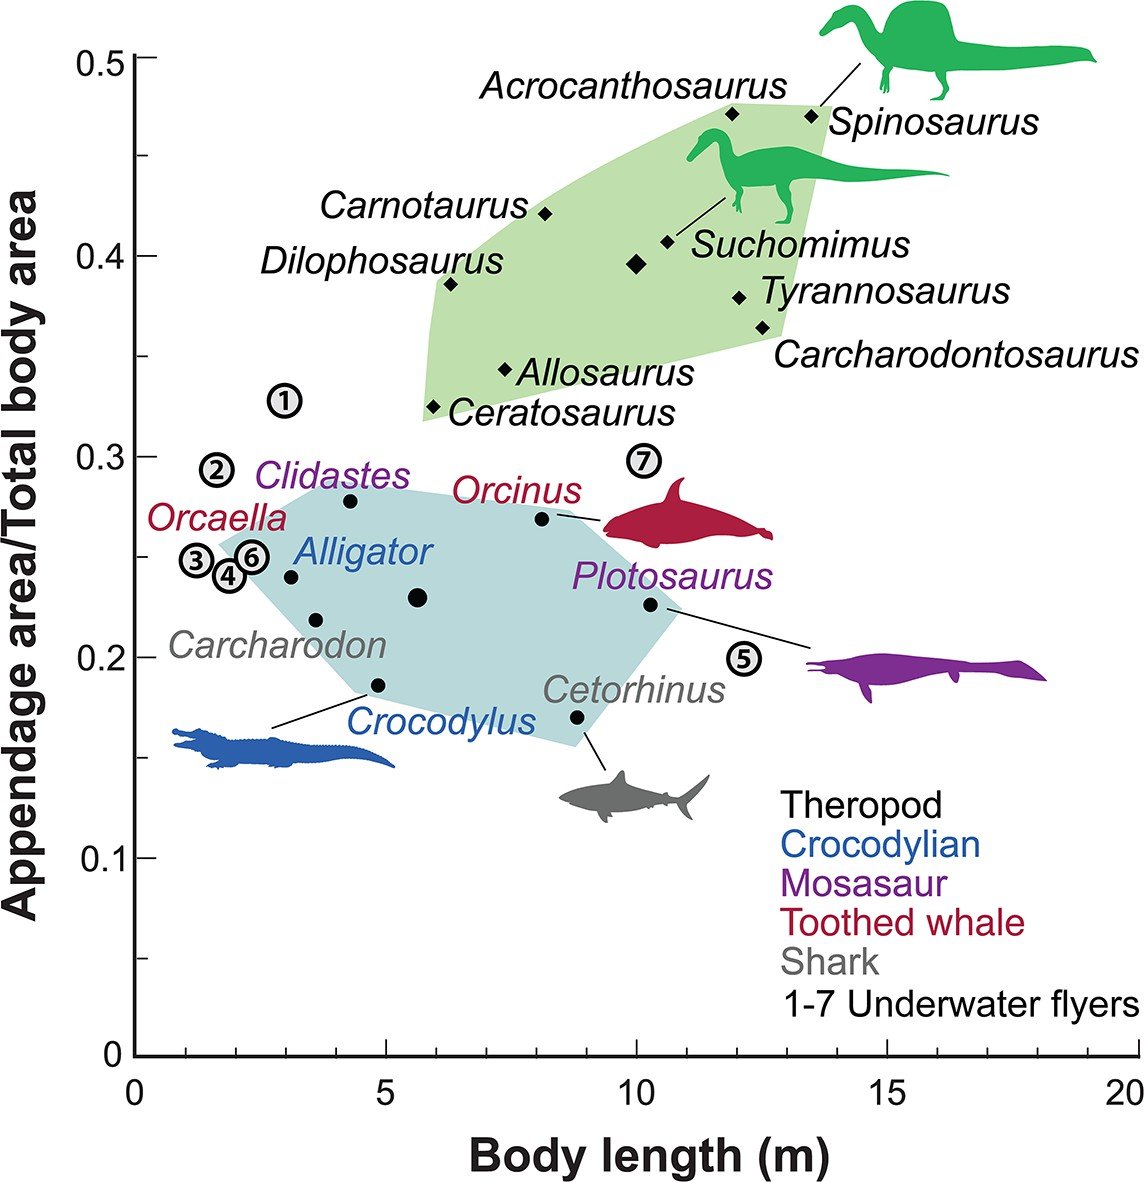 0.5
Acrocanthosaurus
Spinosaurus
Carnotaurus
Dilophosaurus
Suchomimus
0.4
Tyrannosaurus
Carcharodontosaurus
Allosaurus
Ceratosaurus
1
0.3
2
Clidastes
Orcinus
7
Orcaella
3
4
6
Alligator
Plotosaurus
Carcharodon
0.2
5
Cetorhinus
Crocodylus
0.1
Theropod
Crocodylian
Mosasaur
Toothed whale
Shark
1-7 Underwater flyers
0
0
5
10
15
20
Body length (m)
Appendage area/Total body area